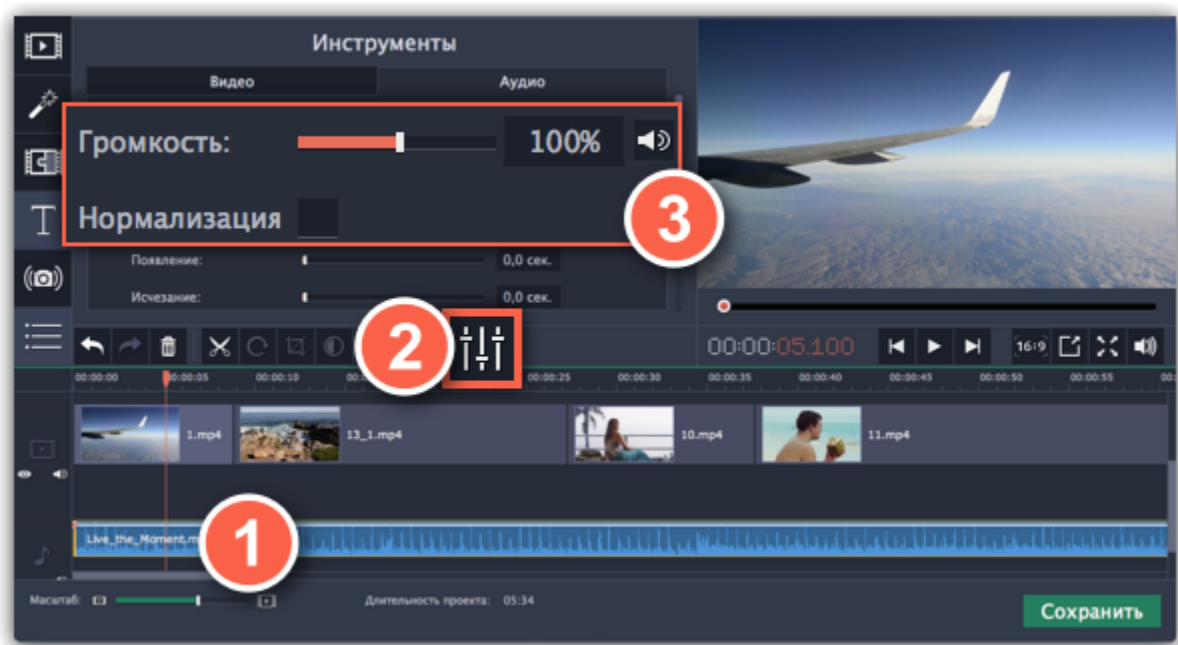 Инструменты
Видео Аудио
Громкость: 100%
3
Нормализация
Появление: 0,0 сек.
Исчезание: 0,0 сек.
2
00:00:05.100 16:9
00:00:00 00:00:05 00:00:10 00:00:25 00:00:30 00:00:35 00:00:40 00:00:45 00:00:50 00:00:55
1.mp4 13_1.mp4 10.mp4 11.mp4
1
Live_the_Moment.m
Масштаб: Длительность проекта: 05:34
Сохранить